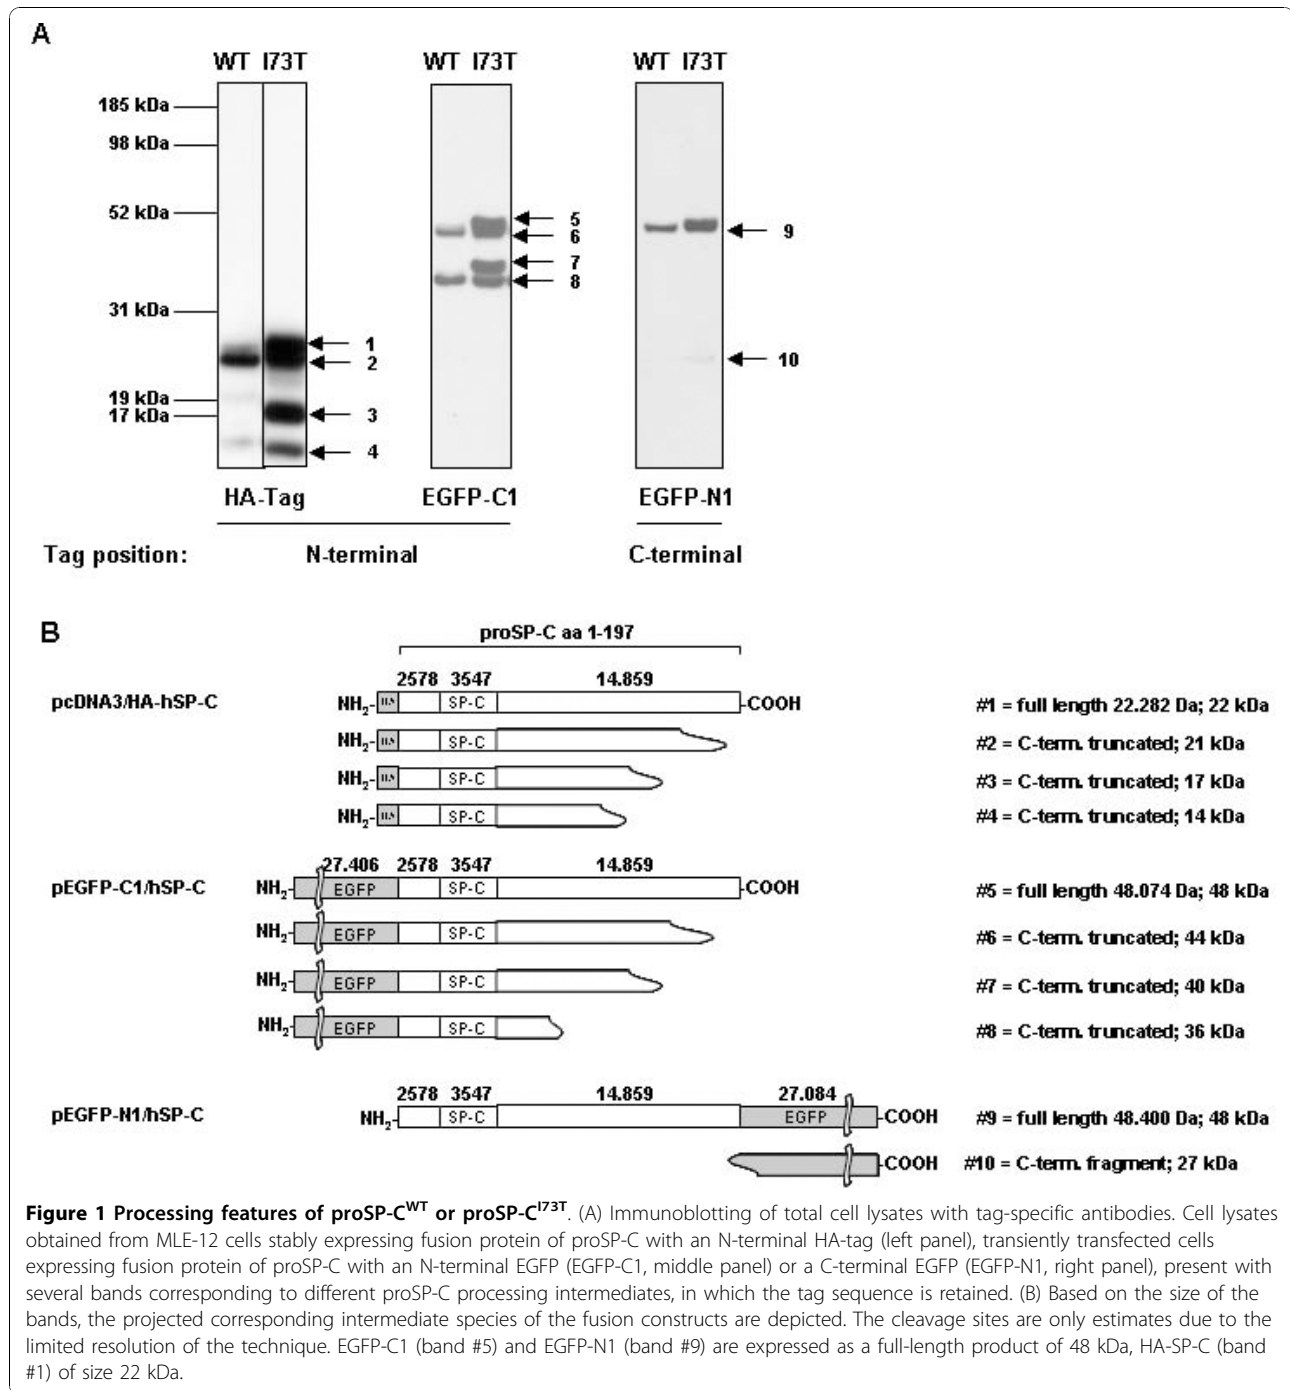 A
WT I73T WT I73T WT I73T
185 kDa
98 kDa
52 kDa
31 kDa
19 kDa
17 kDa
1
2
3
4
5
6
7
8
9
10
HA-Tag EGFP-C1 EGFP-N1
Tag position: N-terminal C-terminal
B
proSP-C aa 1-197
2578 3547 14.859
pcDNA3/HA-hSP-C NH2- HA SP-C -COOH #1 = full length 22.282 Da; 22 kDa
NH2- HA SP-C #2 = C-term. truncated; 21 kDa
NH2- HA SP-C #3 = C-term. truncated; 17 kDa
NH2- HA SP-C #4 = C-term. truncated; 14 kDa
27.406 2578 3547 14.859
pEGFP-C1/hSP-C NH2- EGFP SP-C -COOH #5 = full length 48.074 Da; 48 kDa
NH2- EGFP SP-C #6 = C-term. truncated; 44 kDa
NH2- EGFP SP-C #7 = C-term. truncated; 40 kDa
NH2- EGFP SP-C #8 = C-term. truncated; 36 kDa
2578 3547 14.859 27.084
pEGFP-N1/hSP-C NH2- SP-C EGFP -COOH #9 = full length 48.400 Da; 48 kDa
-COOH #10 = C-term. fragment; 27 kDa
Figure 1 Processing features of proSP-C^WT or proSP-C^I73T. (A) Immunoblotting of total cell lysates with tag-specific antibodies. Cell lysates
obtained from MLE-12 cells stably expressing fusion protein of proSP-C with an N-terminal HA-tag (left panel), transiently transfected cells
expressing fusion protein of proSP-C with an N-terminal EGFP (EGFP-C1, middle panel) or a C-terminal EGFP (EGFP-N1, right panel), present with
several bands corresponding to different proSP-C processing intermediates, in which the tag sequence is retained. (B) Based on the size of the
bands, the projected corresponding intermediate species of the fusion constructs are depicted. The cleavage sites are only estimates due to the
limited resolution of the technique. EGFP-C1 (band #5) and EGFP-N1 (band #9) are expressed as a full-length product of 48 kDa, HA-SP-C (band
#1) of size 22 kDa.